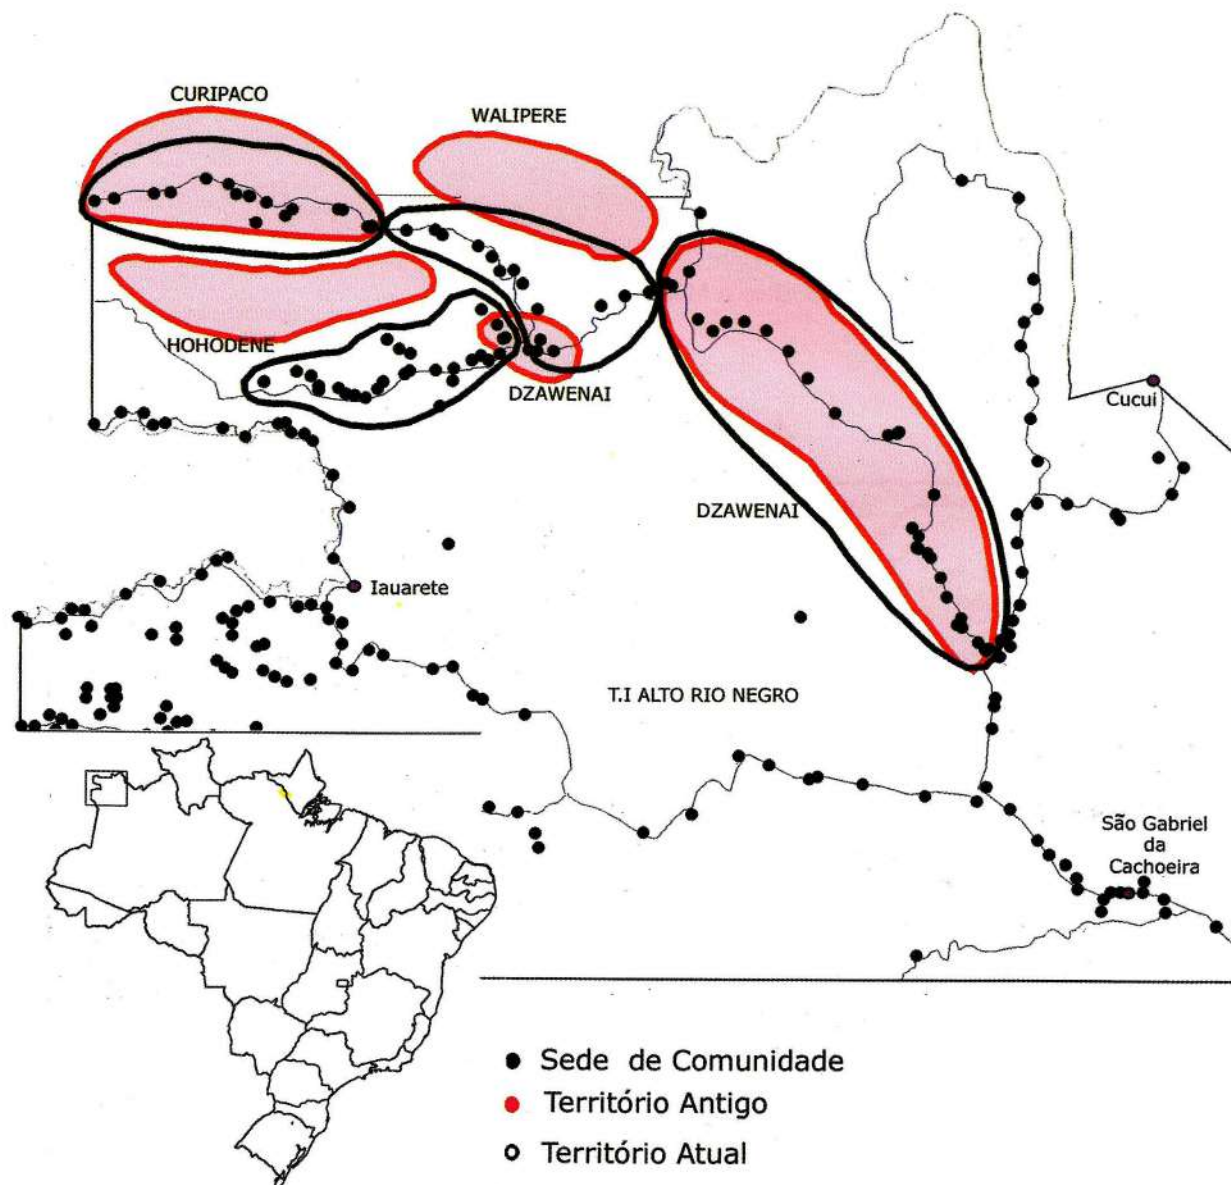 CURIPACO
WALIPERE
HOHODENE
DZAWENAI
Cucuí
DZAWENAI
Iauarete
T.I ALTO RIO NEGRO
São Gabriel
da
Cachoeira
Sede de Comunidade
Território Antigo
Território Atual